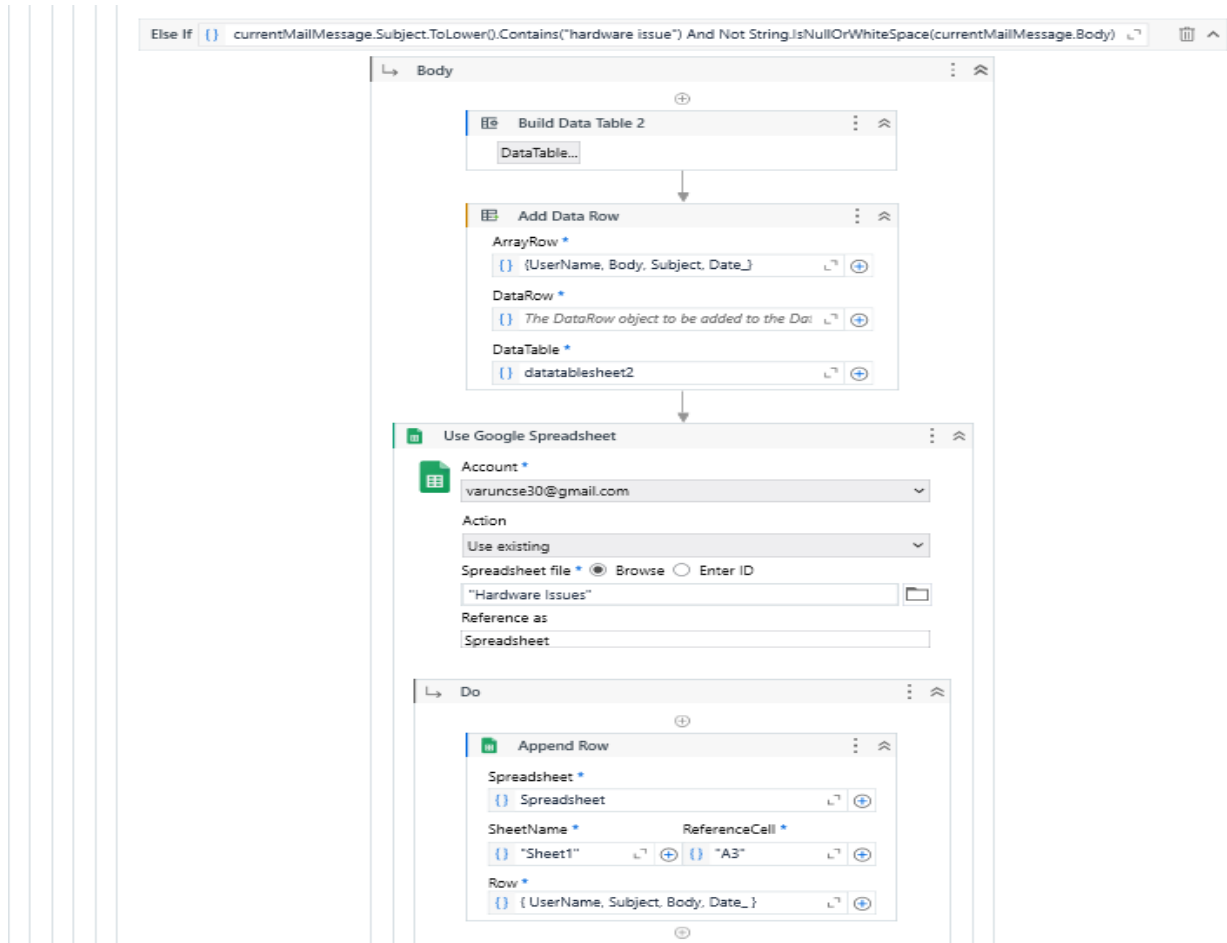 Else If {} currentMailMessage.Subject.ToLower().Contains("hardware issue") And Not String.IsNullOrWhiteSpace(currentMailMessage.Body)
Body
Build Data Table 2
DataTable...
Add Data Row
ArrayRow *
{} {UserName, Body, Subject, Date_}
DataRow *
{} The DataRow object to be added to the Dat
DataTable *
{} datatablesheet2
Use Google Spreadsheet
Account *
varuncse30@gmail.com
Action
Use existing
Spreadsheet file * Browse Enter ID
"Hardware Issues"
Reference as
Spreadsheet
Do
Append Row
Spreadsheet *
{} Spreadsheet
SheetName * ReferenceCell *
{} "Sheet1" {} "A3"
Row *
{} { UserName, Subject, Body, Date_ }